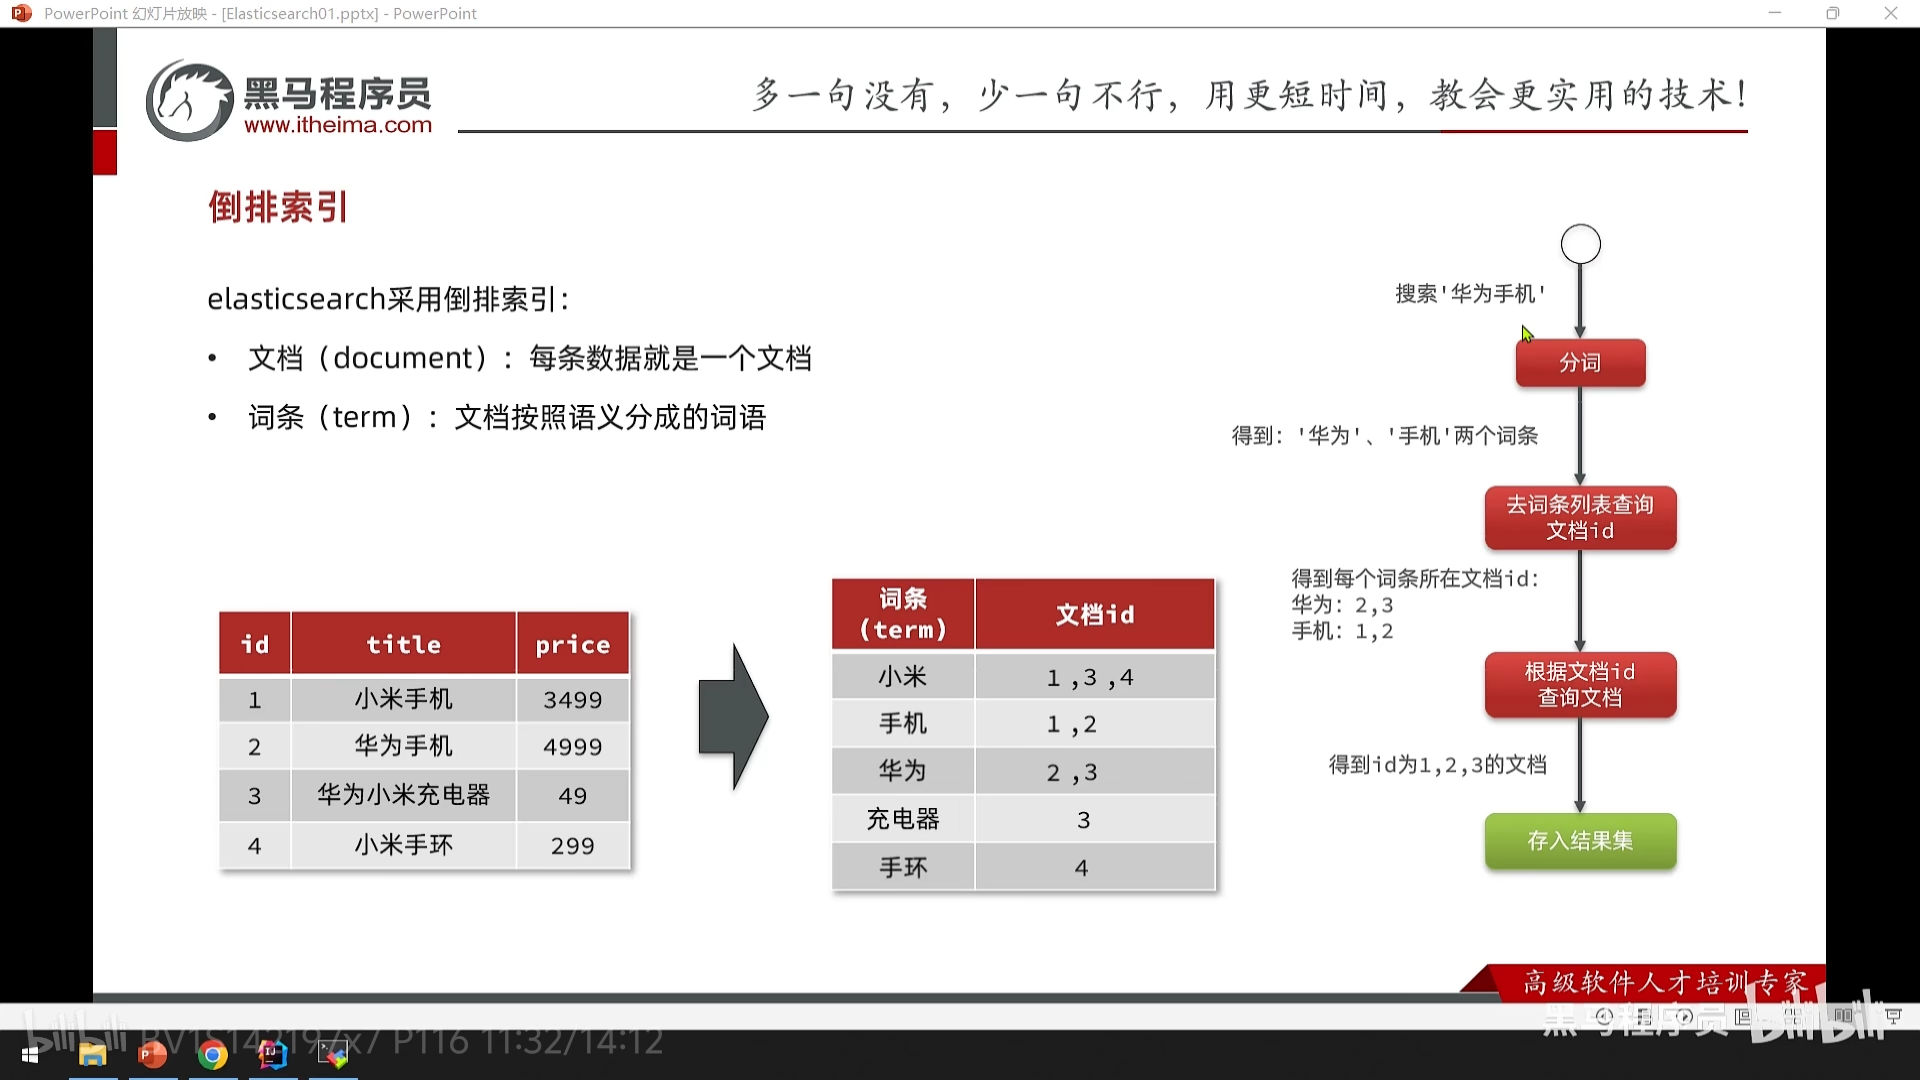 PowerPoint 幻灯片放映 - [Elasticsearch01.pptx] - PowerPoint
黑马程序员
www.itheima.com
多一句没有，少一句不行，用更短时间，教会更实用的技术！
倒排索引
elasticsearch采用倒排索引：
• 文档（document）：每条数据就是一个文档
• 词条（term）：文档按照语义分成的词语
id title price
1 小米手机 3499
2 华为手机 4999
3 华为小米充电器 49
4 小米手环 299
词条
(term) 文档id
小米 1 ,3 ,4
手机 1 ,2
华为 2 ,3
充电器 3
手环 4
搜索'华为手机'
分词
得到：'华为'、'手机'两个词条
去词条列表查询
文档id
得到每个词条所在文档id：
华为：2,3
手机：1,2
根据文档id
查询文档
得到id为1,2,3的文档
存入结果集
高级软件人才培训专家
黑马程序员 bilibili
bilibili P116 11:32/14:12